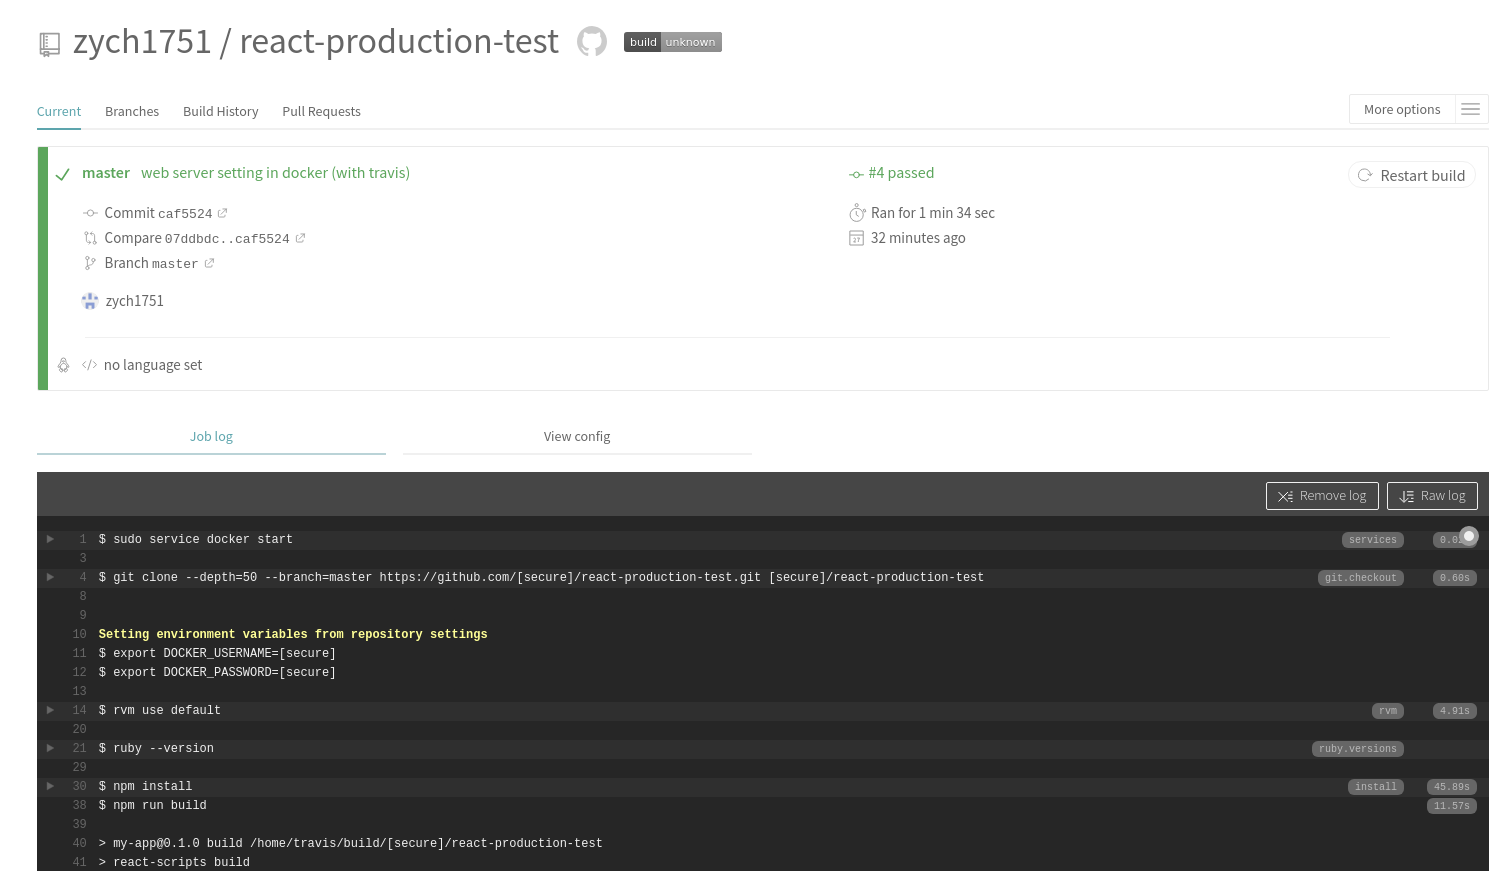 zych1751 / react-production-test build unknown
Current Branches Build History Pull Requests More options
master web server setting in docker (with travis) #4 passed Restart build
Commit caf5524 Ran for 1 min 34 sec
Compare 07ddbdc..caf5524 32 minutes ago
Branch master
zych1751
no language set
Job log View config
Remove log Raw log
1 $ sudo service docker start services
3
4 $ git clone --depth=50 --branch=master https://github.com/[secure]/react-production-test.git [secure]/react-production-test git.checkout 0.60s
8
9
10 Setting environment variables from repository settings
11 $ export DOCKER_USERNAME=[secure]
12 $ export DOCKER_PASSWORD=[secure]
13
14 $ rvm use default rvm 4.91s
20
21 $ ruby --version ruby.versions
29
30 $ npm install install 45.89s
38 $ npm run build 11.57s
39
40 > my-app@0.1.0 build /home/travis/build/[secure]/react-production-test
41 > react-scripts build